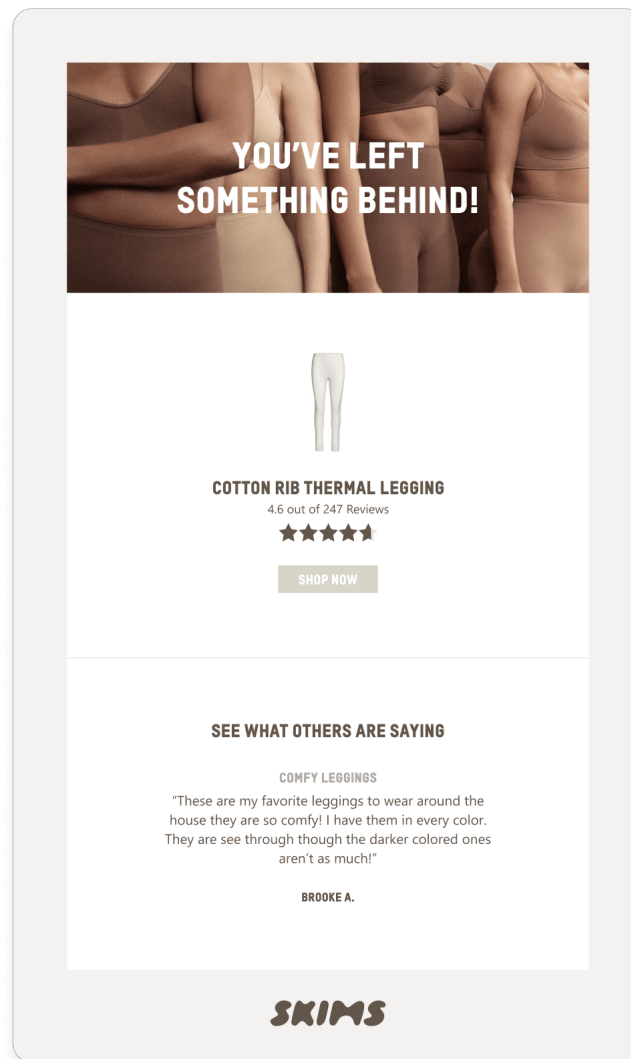 YOU'VE LEFT
SOMETHING BEHIND!
COTTON RIB THERMAL LEGGING
4.6 out of 247 Reviews
SHOP NOW
SEE WHAT OTHERS ARE SAYING
COMFY LEGGINGS
“These are my favorite leggings to wear around the
house they are so comfy! I have them in every color.
They are see through though the darker colored ones
aren’t as much!”
BROOKE A.
SKIMS